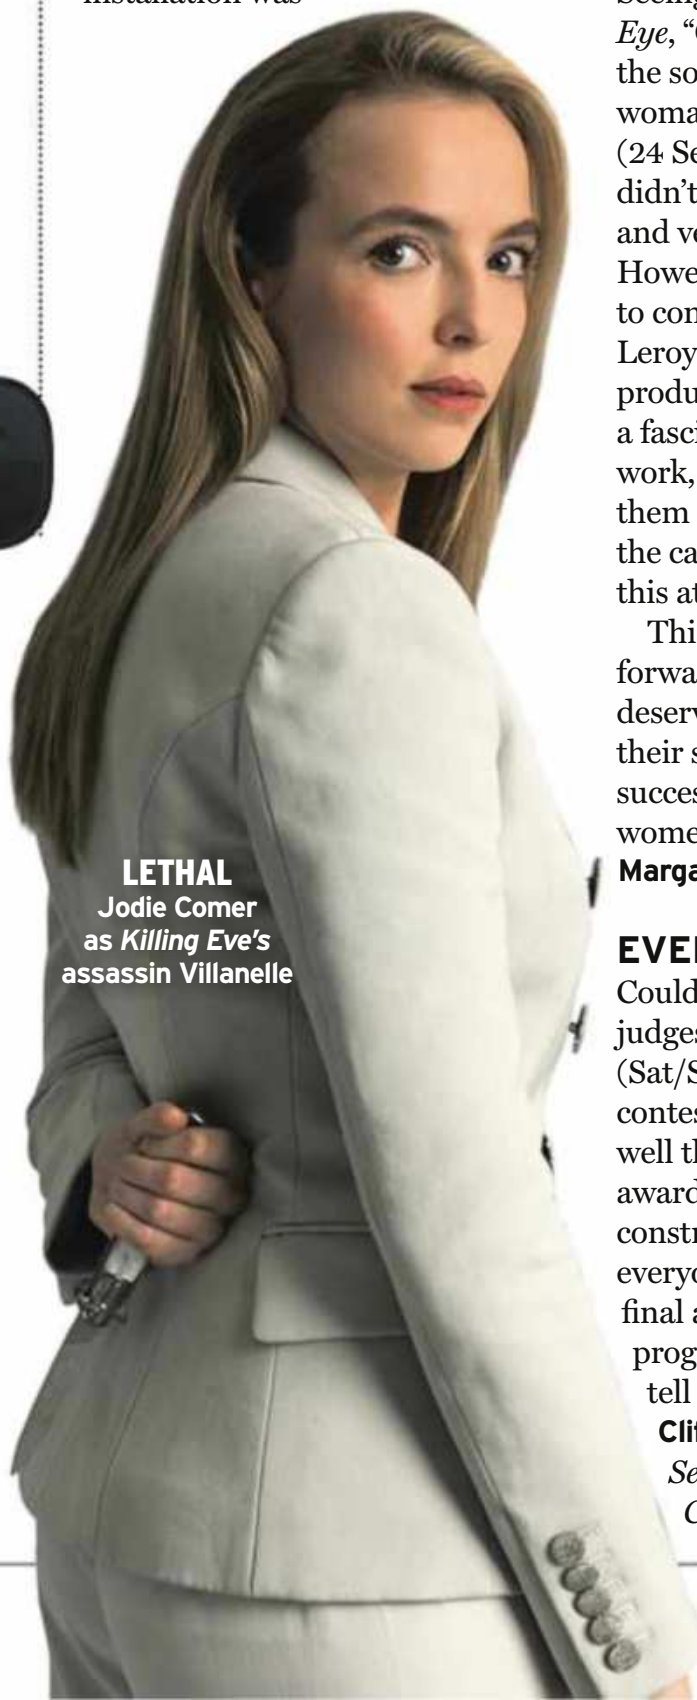 installation was
LETHAL
Jodie Comer
as Killing Eve's
assassin Villanelle
Eye, "
the so
woma
(24 Se
didn't
and ve
Howe
to con
Leroy
produ
a fasci
work,
them
the ca
this at
Thi
forwa
deserv
their s
succes
wome
Marga
EVE
Could
judges
(Sat/S
contes
well th
award
constr
everyo
final a
prog
tell
Clif
Se